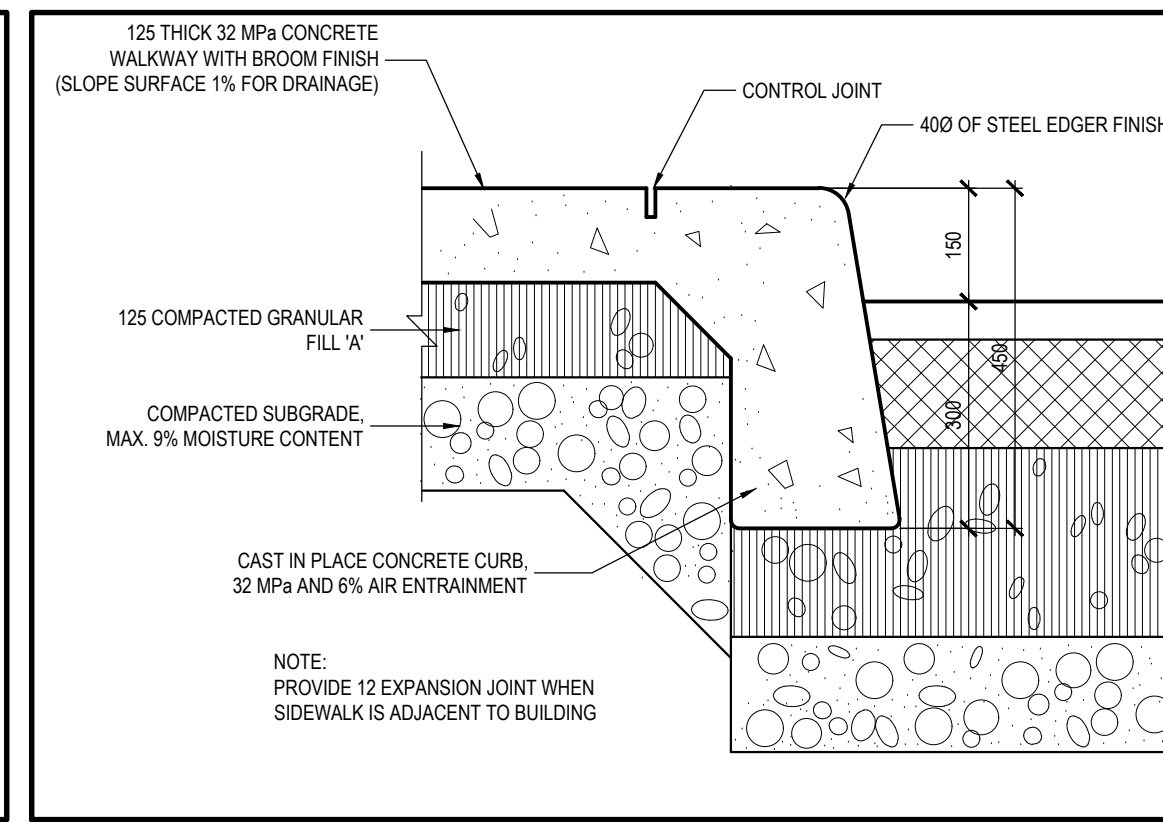 125 THICK 32 MPa CONCRETE
WALKWAY WITH BROOM FINISH
(SLOPE SURFACE 1% FOR DRAINAGE)
CONTROL JOINT
40Ø OF STEEL EDGER FINISH
150
450
300
125 COMPACTED GRANULAR
FILL 'A'
COMPACTED SUBGRADE,
MAX. 9% MOISTURE CONTENT
CAST IN PLACE CONCRETE CURB,
32 MPa AND 6% AIR ENTRAINMENT
NOTE:
PROVIDE 12 EXPANSION JOINT WHEN
SIDEWALK IS ADJACENT TO BUILDING